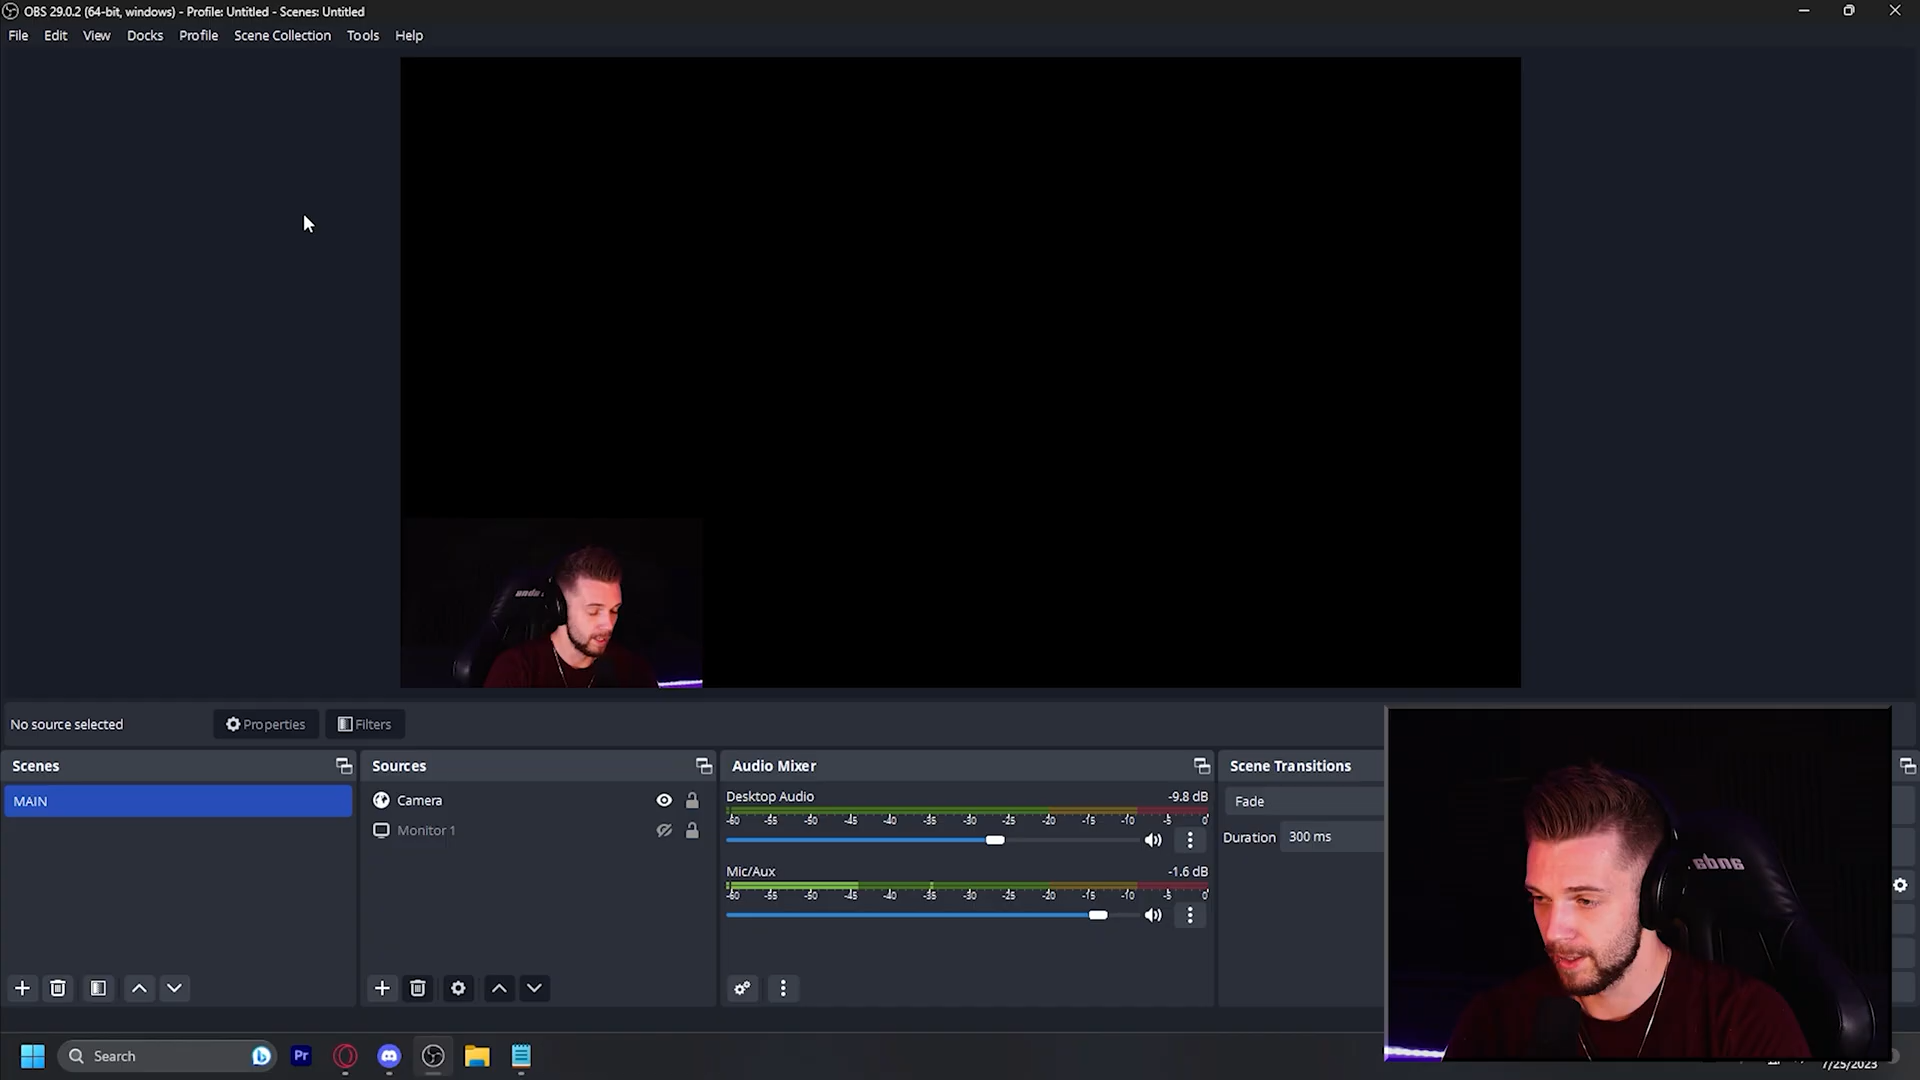 OBS 29.0.2 (64-bit, windows) - Profile: Untitled - Scenes: Untitled
File Edit View Docks Profile Scene Collection Tools Help
No source selected Properties Filters
Scenes Sources Audio Mixer Scene Transitions
MAIN
Camera
Monitor 1
Desktop Audio -9.8 dB
-60 -55 -50 -45 -40 -35 -30 -25 -20 -15 -10 -5 0
Mic/Aux -1.6 dB
-60 -55 -50 -45 -40 -35 -30 -25 -20 -15 -10 -5 0
Fade
Duration 300 ms
Search
Pr
7/25/2023